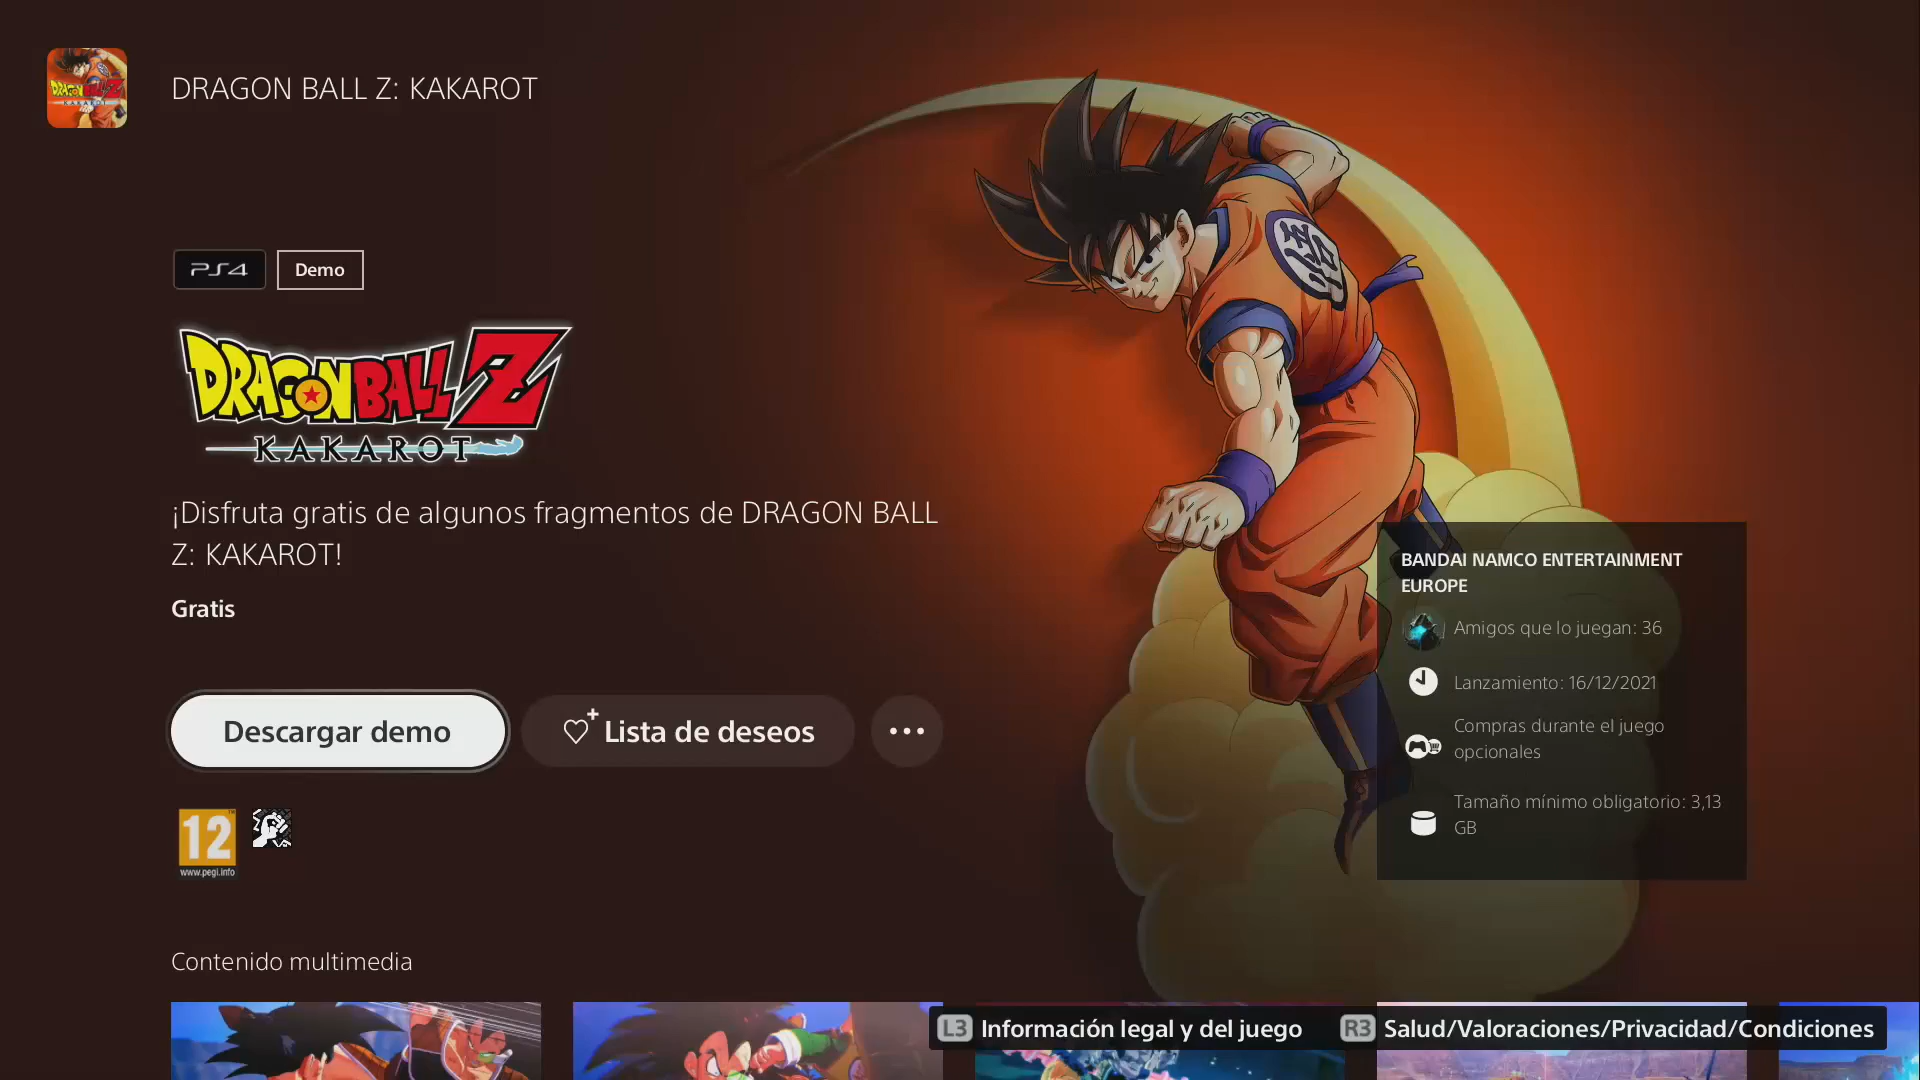 DRAGON BALL Z: KAKAROT
PS4
Demo
DRAGON BALL Z
KAKAROT
¡Disfruta gratis de algunos fragmentos de DRAGON BALL
Z: KAKAROT!
Gratis
Descargar demo
Lista de deseos
12
www.pegi.info
BANDAI NAMCO ENTERTAINMENT
EUROPE
Amigos que lo juegan: 36
Lanzamiento: 16/12/2021
Compras durante el juego
opcionales
Tamaño mínimo obligatorio: 3,13
GB
Contenido multimedia
L3 Información legal y del juego
R3 Salud/Valoraciones/Privacidad/Condiciones